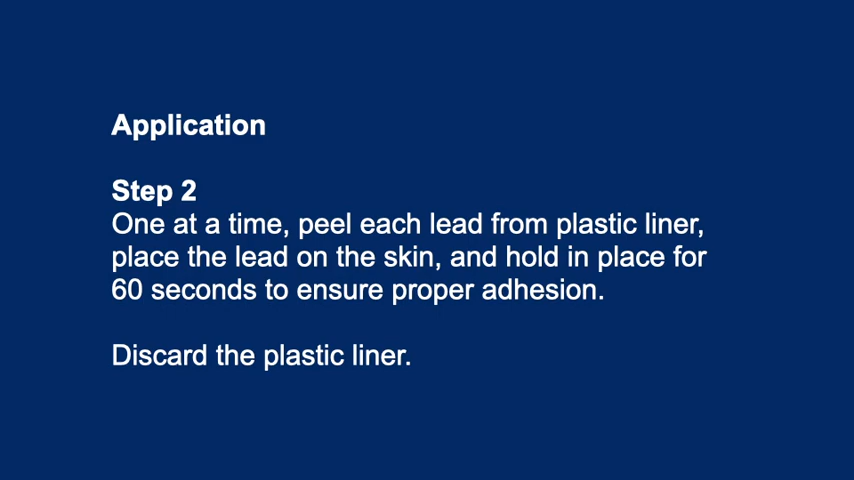 Application
Step 2
One at a time, peel each lead from plastic liner,
place the lead on the skin, and hold in place for
60 seconds to ensure proper adhesion.
Discard the plastic liner.